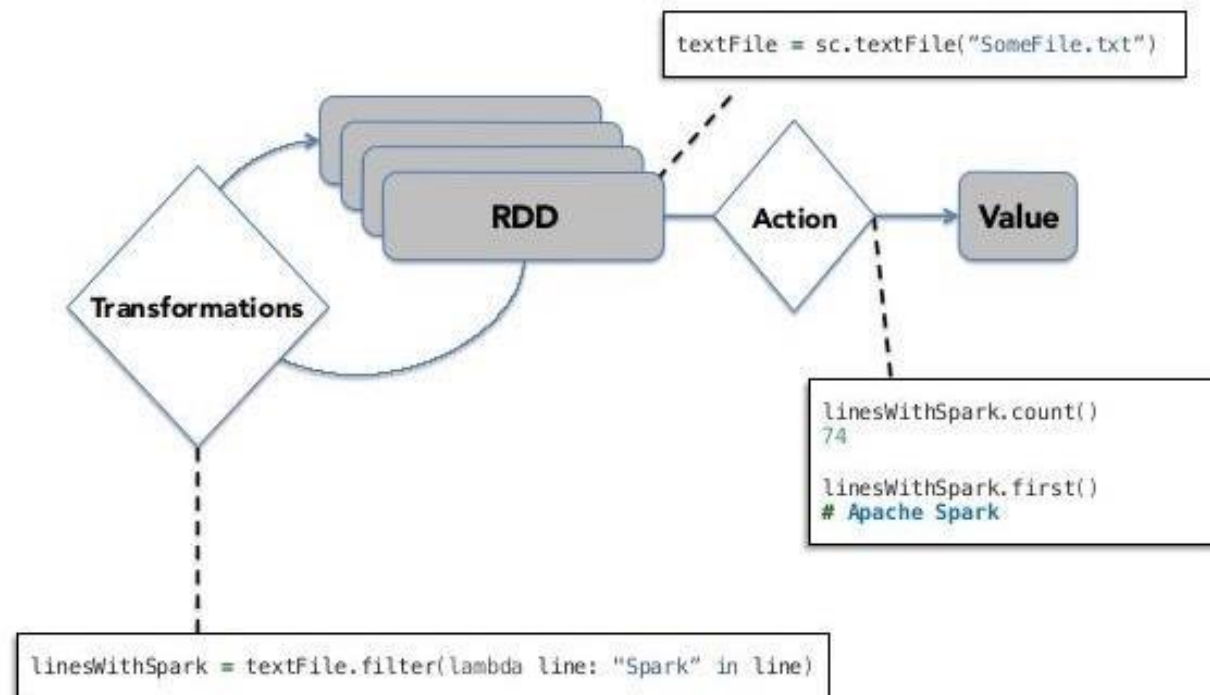 textFile = sc.textFile(“SomeFile.txt”)
RDD
Action
Value
Transformations
linesWithSpark.count()
74
linesWithSpark.first()
# Apache Spark
linesWithSpark = textFile.filter(lambda line: "Spark” in line)